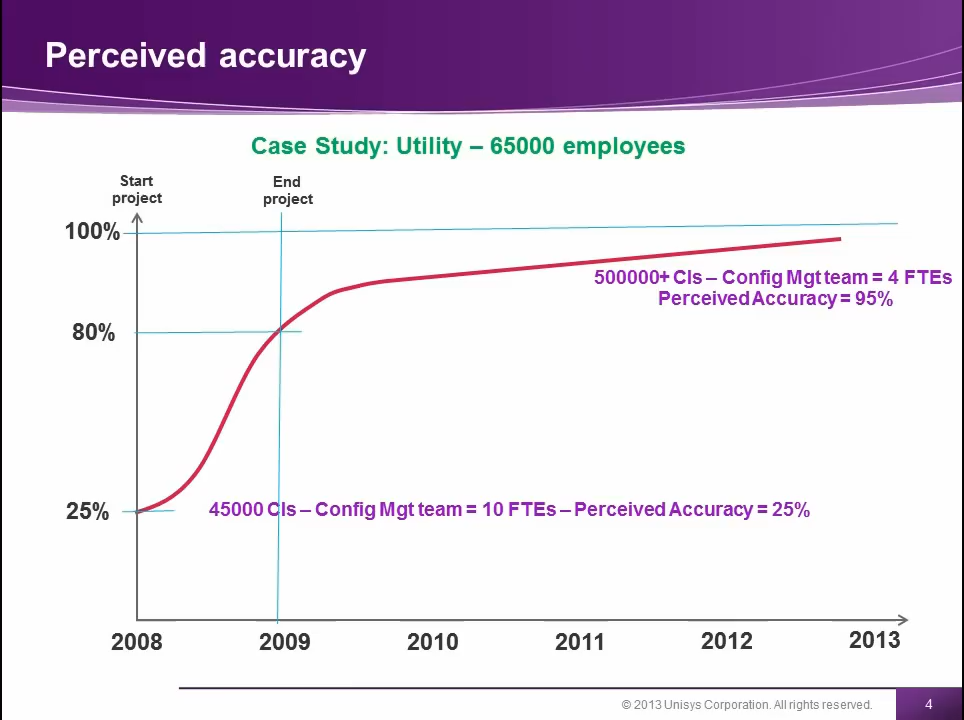 Perceived accuracy
Case Study: Utility – 65000 employees
Start
project
End
project
100%
500000+ CIs – Config Mgt team = 4 FTEs
Perceived Accuracy = 95%
80%
25%
45000 CIs – Config Mgt team = 10 FTEs – Perceived Accuracy = 25%
2008
2009
2010
2011
2012
2013
© 2013 Unisys Corporation. All rights reserved.
4